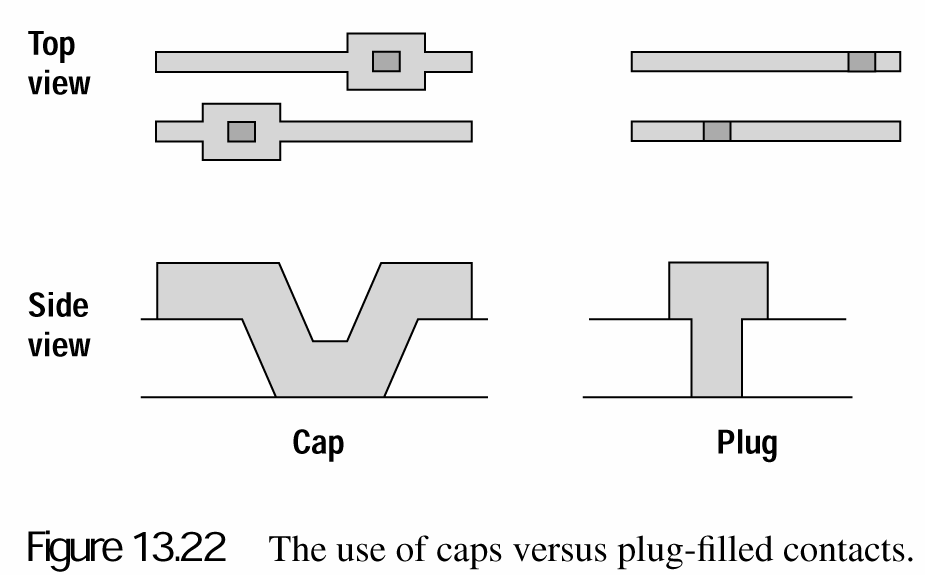 Top
view
Side
view
Cap
Plug
Figure 13.22 The use of caps versus plug-filled contacts.